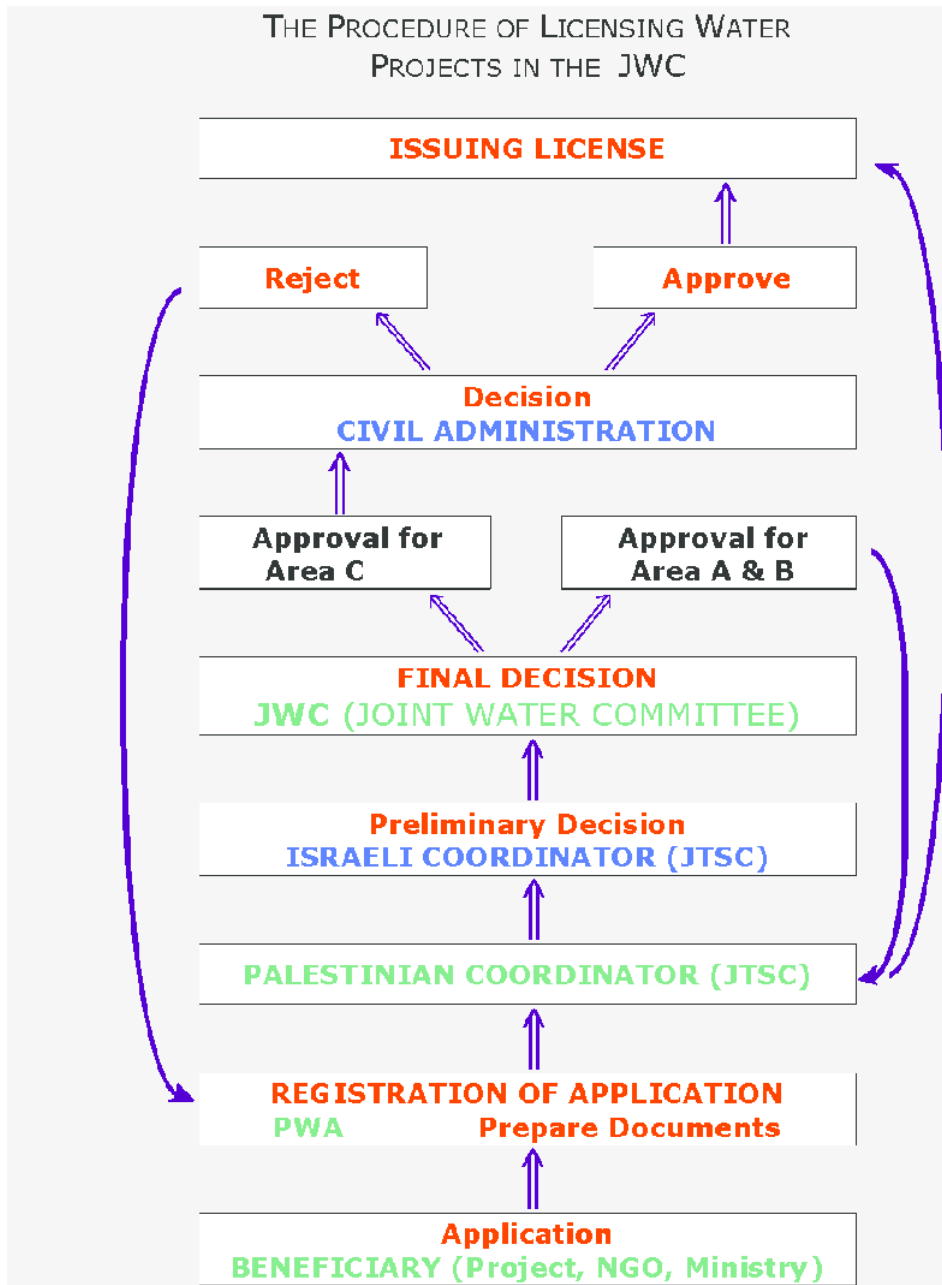 THE PROCEDURE OF LICENSING WATER
PROJECTS IN THE JWC
ISSUING LICENSE
Reject
Approve
Decision
CIVIL ADMINISTRATION
Approval for
Area C
Approval for
Area A & B
FINAL DECISION
JWC (JOINT WATER COMMITTEE)
Preliminary Decision
ISRAELI COORDINATOR (JTSC)
PALESTINIAN COORDINATOR (JTSC)
REGISTRATION OF APPLICATION
PWA Prepare Documents
Application
BENEFICIARY (Project, NGO, Ministry)